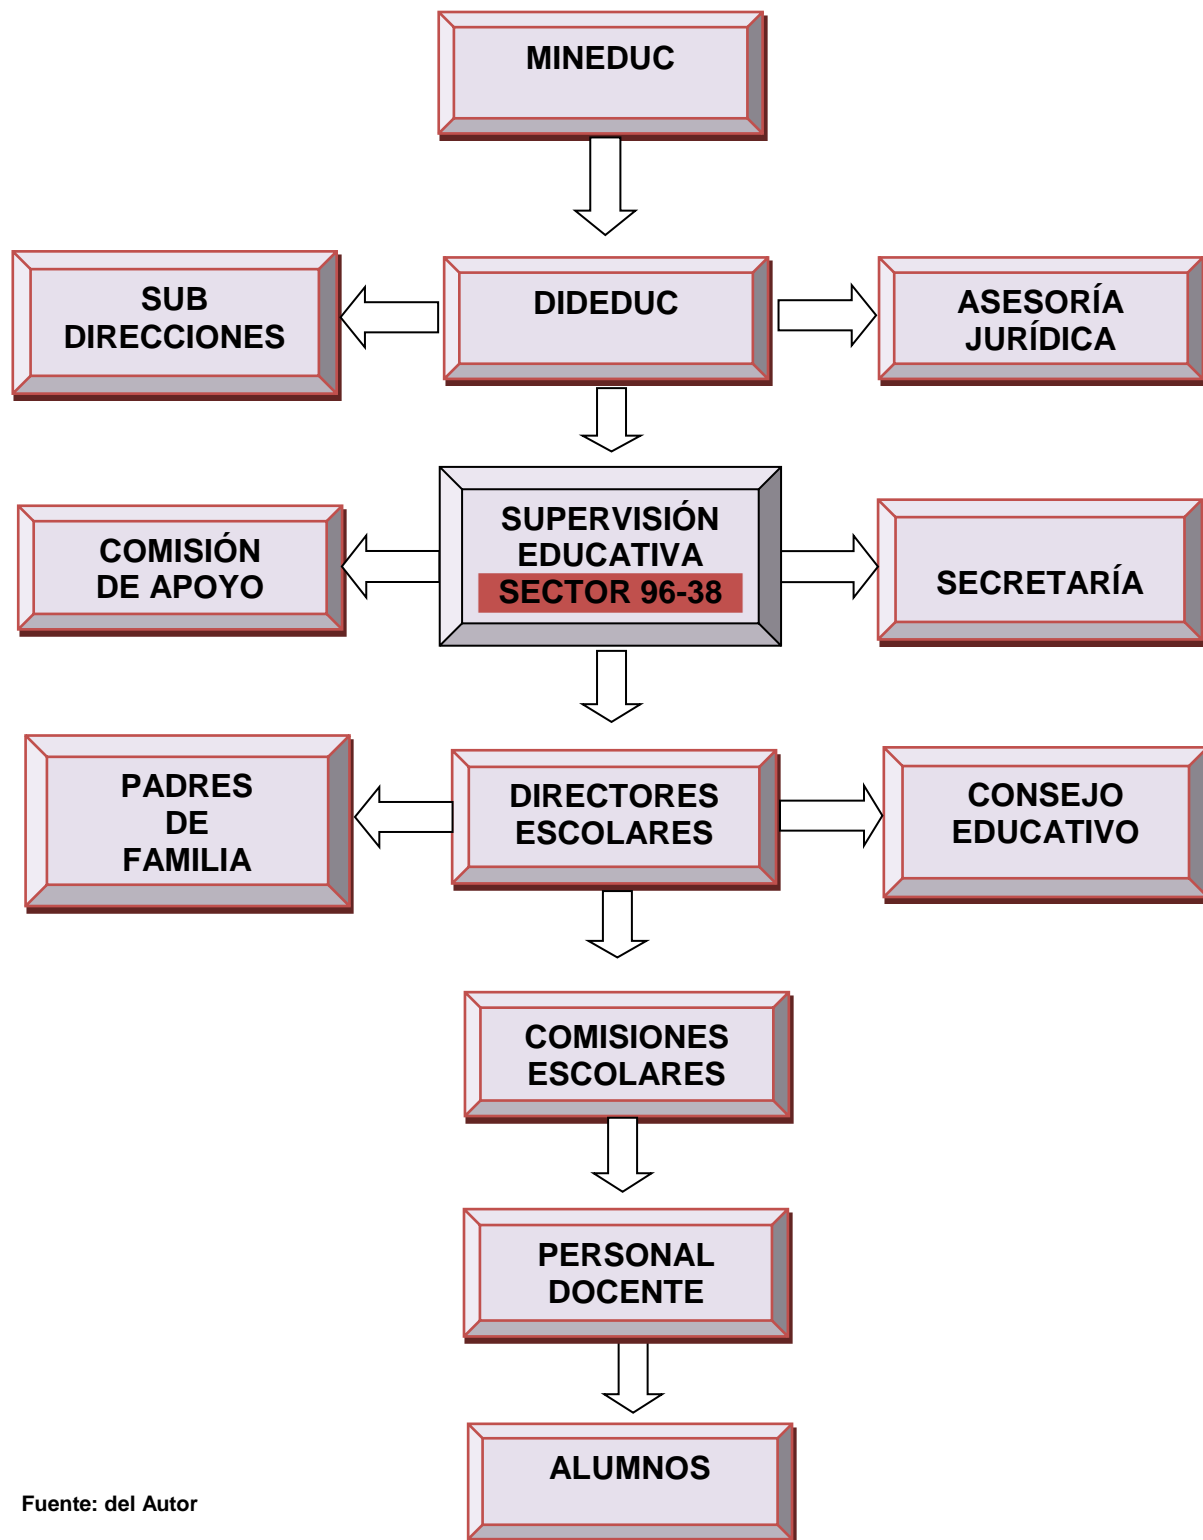 MINEDUC
SUB
DIRECCIONES
DIDEDUC
ASESORÍA
JURÍDICA
COMISIÓN
DE APOYO
SUPERVISIÓN
EDUCATIVA
SECTOR 96-38
SECRETARÍA
PADRES
DE
FAMILIA
DIRECTORES
ESCOLARES
CONSEJO
EDUCATIVO
COMISIONES
ESCOLARES
PERSONAL
DOCENTE
ALUMNOS
Fuente: del Autor